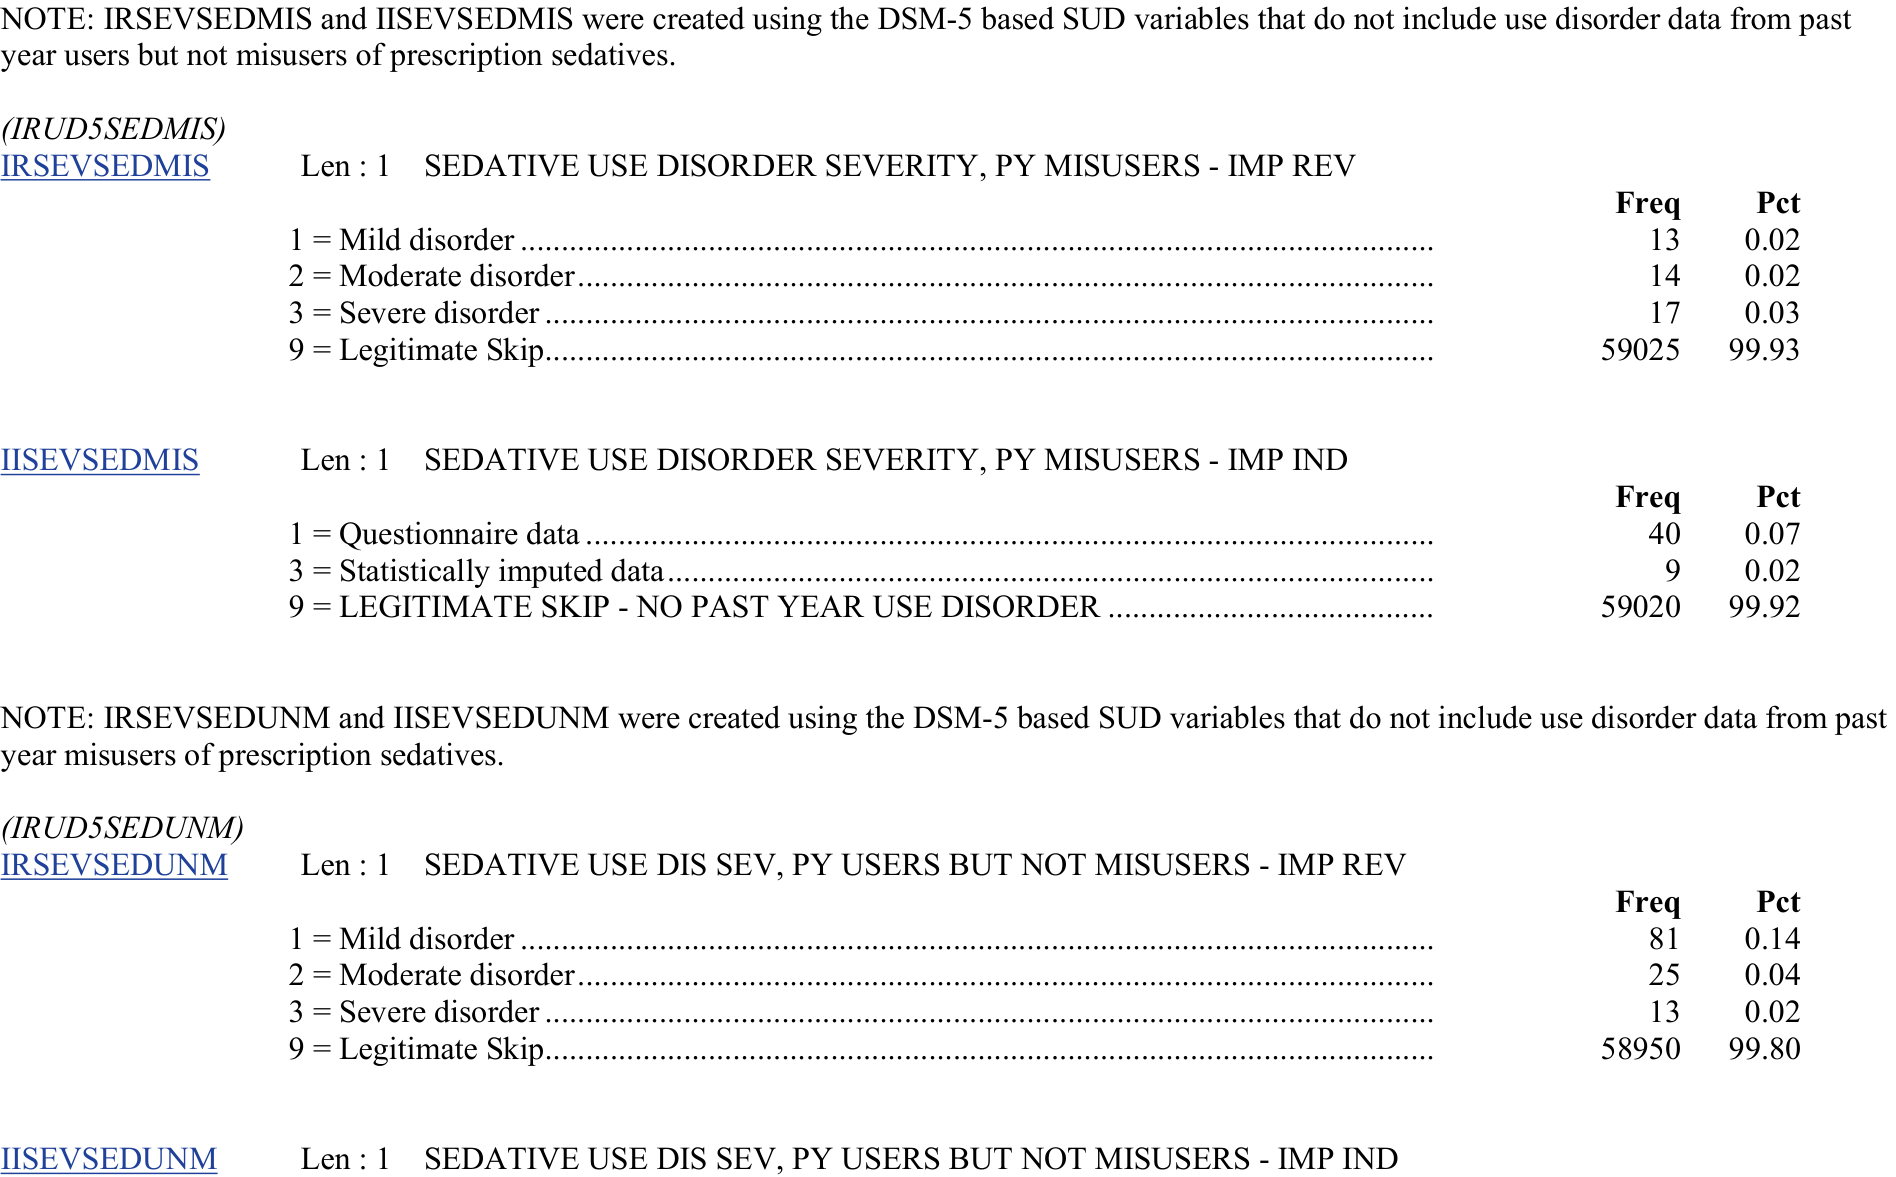 NOTE: IRSEVSEDMIS and IISEVSEDMIS were created using the DSM-5 based SUD variables that do not include use disorder data from past
year users but not misusers of prescription sedatives.
(IRUD5SEDMIS)
IRSEVSEDMIS Len : 1 SEDATIVE USE DISORDER SEVERITY, PY MISUSERS - IMP REV
Freq Pct
1 = Mild disorder ........................................ 13 0.02
2 = Moderate disorder ........................................ 14 0.02
3 = Severe disorder ........................................ 17 0.03
9 = Legitimate Skip ........................................ 59025 99.93
IISEVSEDMIS Len : 1 SEDATIVE USE DISORDER SEVERITY, PY MISUSERS - IMP IND
Freq Pct
1 = Questionnaire data ........................................ 40 0.07
3 = Statistically imputed data ........................................ 9 0.02
9 = LEGITIMATE SKIP - NO PAST YEAR USE DISORDER ........................................ 59020 99.92
NOTE: IRSEVSEDUNM and IISEVSEDUNM were created using the DSM-5 based SUD variables that do not include use disorder data from past
year misusers of prescription sedatives.
(IRUD5SEDUNM)
IRSEVSEDUNM Len : 1 SEDATIVE USE DIS SEV, PY USERS BUT NOT MISUSERS - IMP REV
Freq Pct
1 = Mild disorder ........................................ 81 0.14
2 = Moderate disorder ........................................ 25 0.04
3 = Severe disorder ........................................ 13 0.02
9 = Legitimate Skip ........................................ 58950 99.80
IISEVSEDUNM Len : 1 SEDATIVE USE DIS SEV, PY USERS BUT NOT MISUSERS - IMP IND